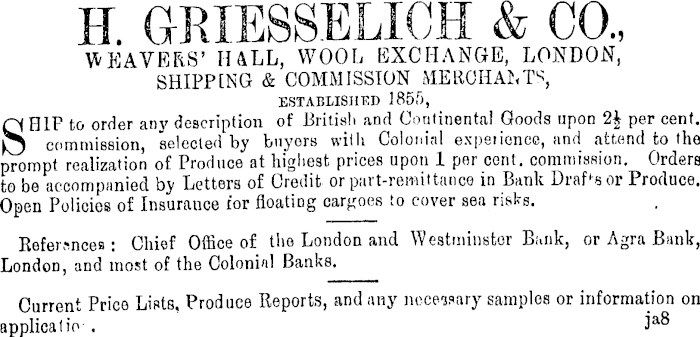 H. GRIESSELICH & CO.,
WEAVERS' HALL, WOOL EXCHANGE, LONDON,
SHIPPING & COMMISSION MERCHANTS,
ESTABLISHED 1855,
SHIP to order any description of British and Continental Goods upon 2½ per cent.
commission, selected by buyers with Colonial experience, and attend to the
prompt realization of Produce at highest prices upon 1 per cent. commission. Orders
to be accompanied by Letters of Credit or part-remittance in Bank Drafts or Produce.
Open Policies of Insurance for floating cargoes to cover sea risks.
References: Chief Office of the London and Westminster Bank, or Agra Bank,
London, and most of the Colonial Banks.
Current Price Lists, Produce Reports, and any necessary samples or information on
application.
ja8